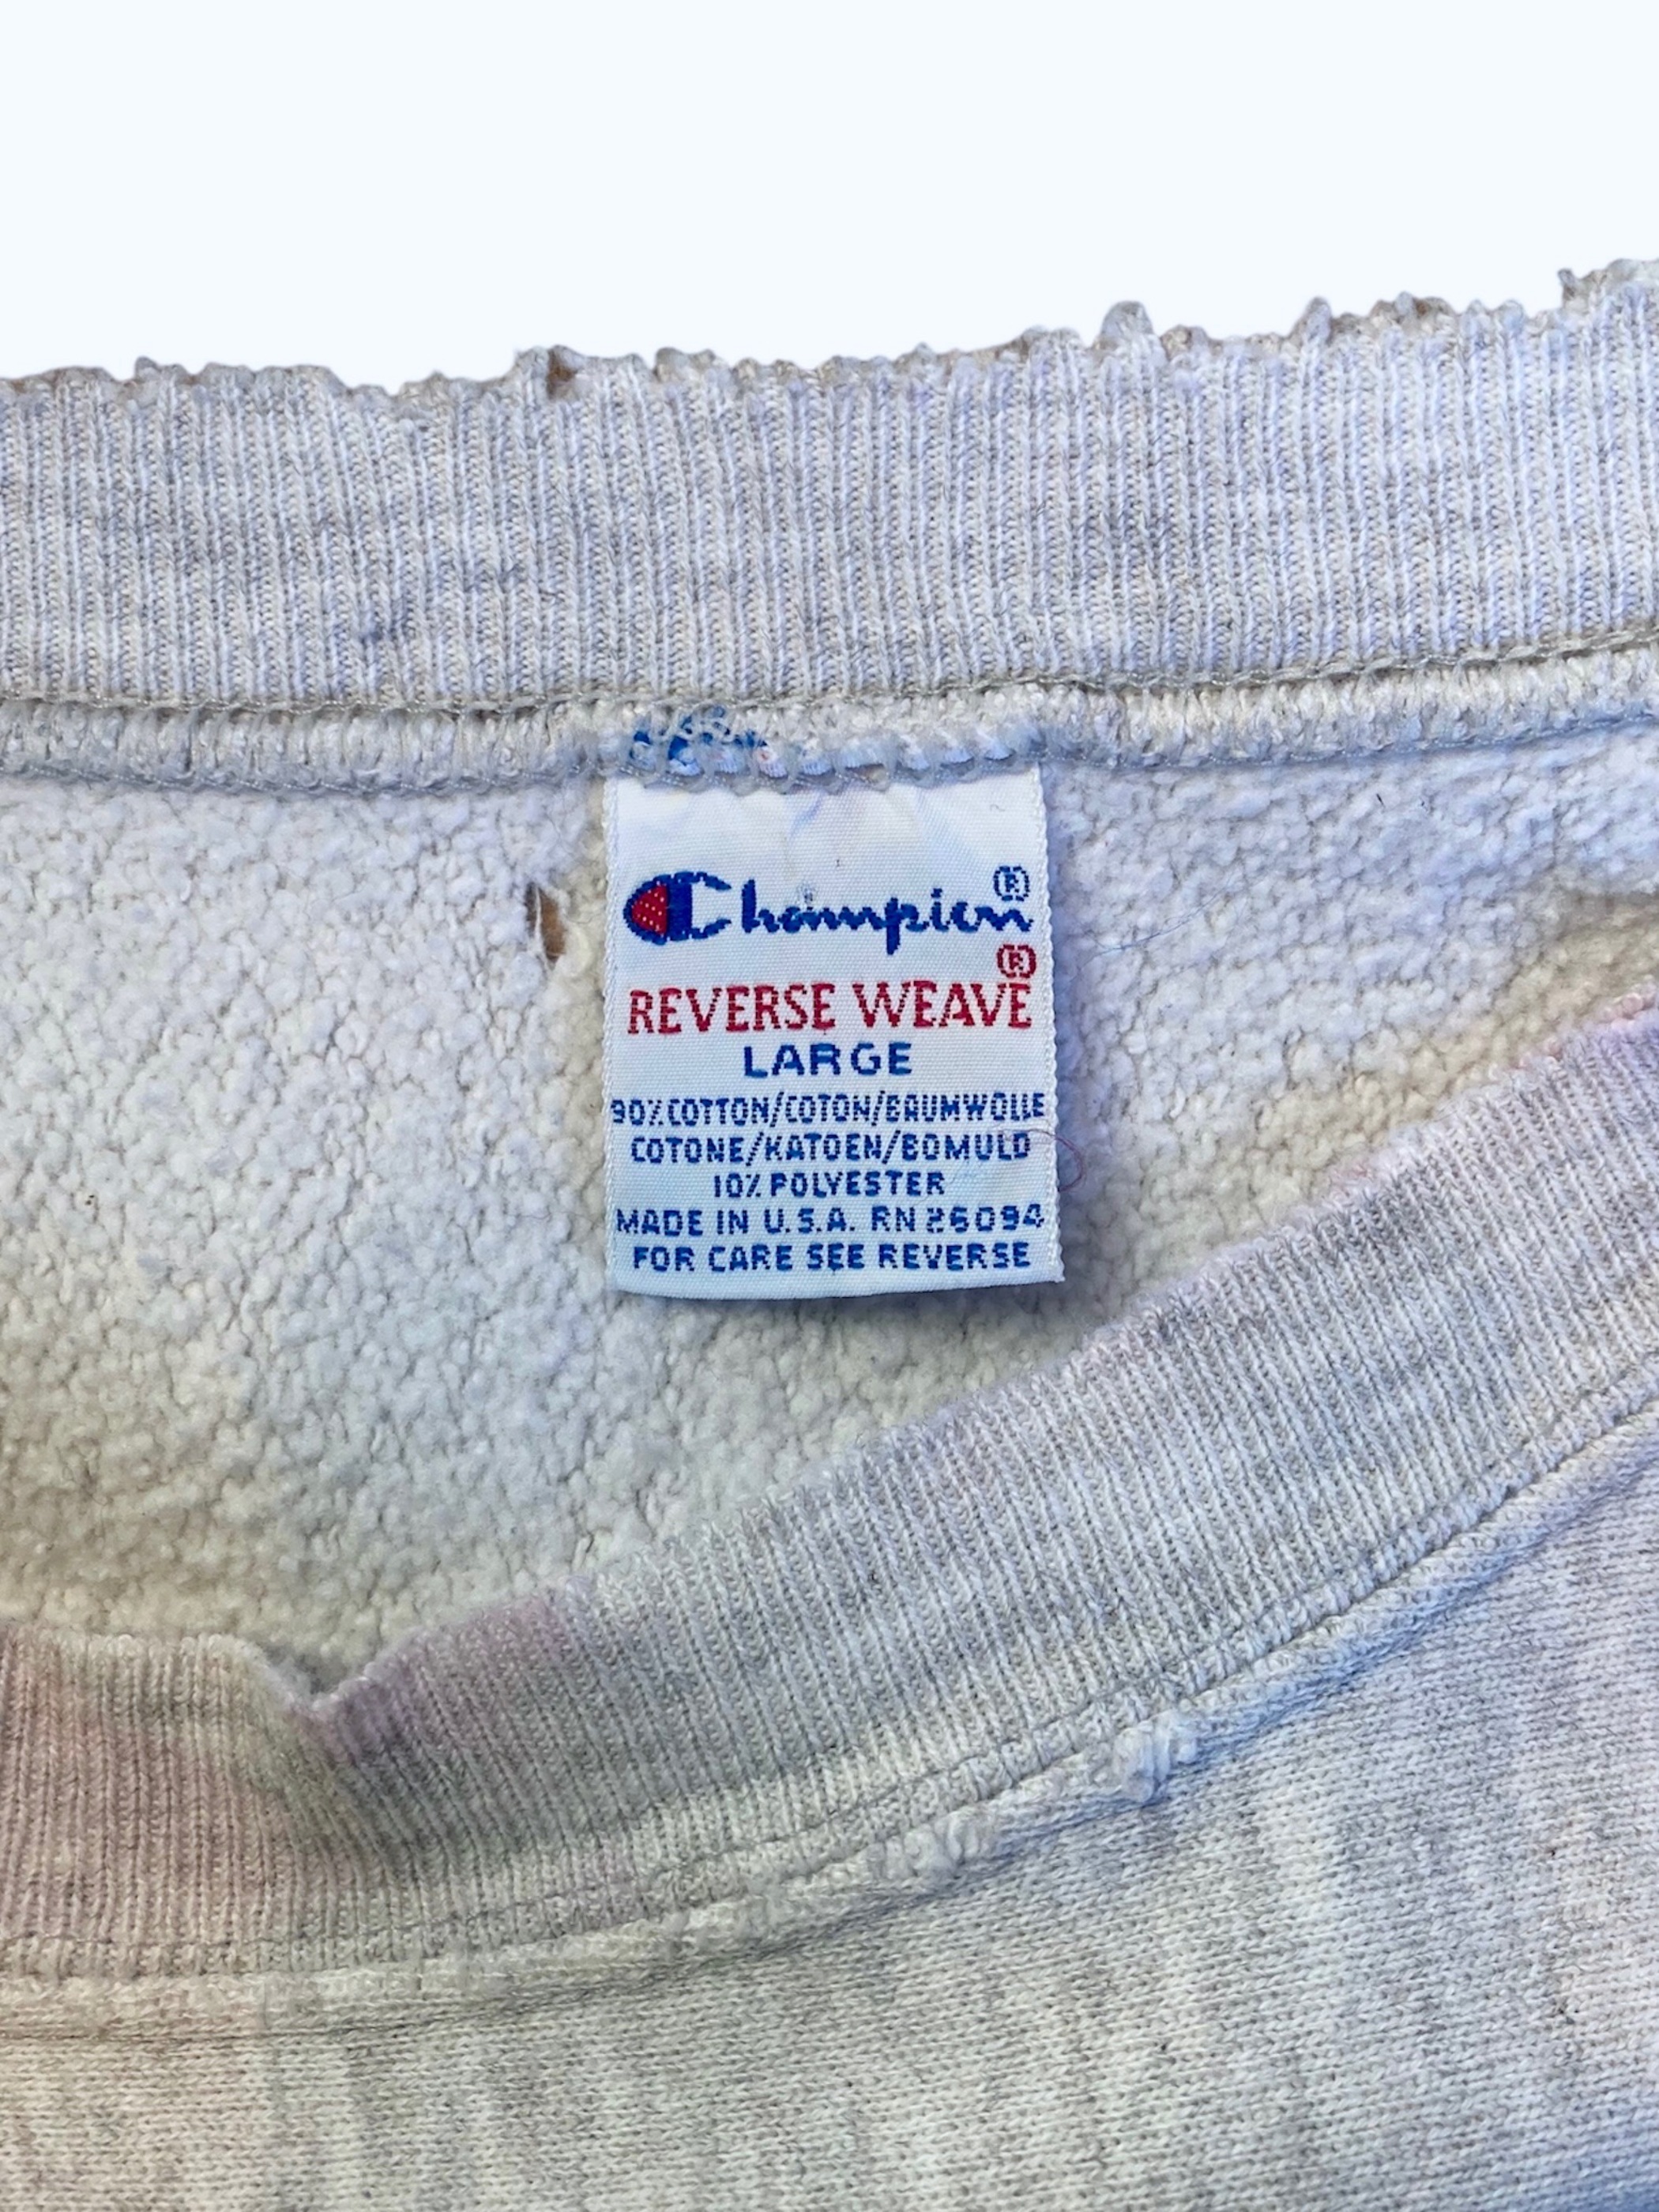 Champion®
REVERSE WEAVE®
LARGE
90% COTTON/COTON/BAUMWOLLE
COTONE/KATOEN/BOMULD
10% POLYESTER
MADE IN U.S.A. RN 26094
FOR CARE SEE REVERSE